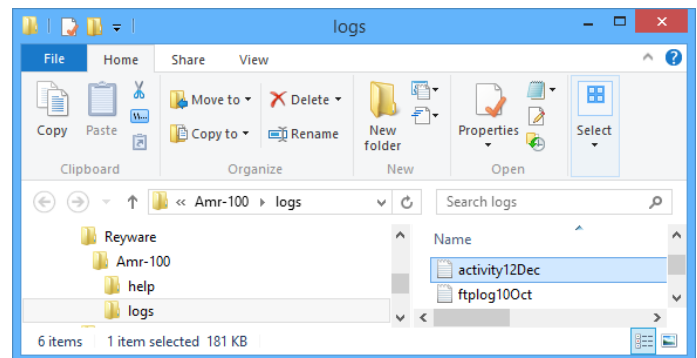 logs
File Home Share View
Copy Paste Move to Delete New folder Properties Select
Copy to Rename
Clipboard Organize New Open
« Amr-100 logs Search logs
Reyware Name
Amr-100 activity12Dec
help ftplog10Oct
logs
6 items 1 item selected 181 KB